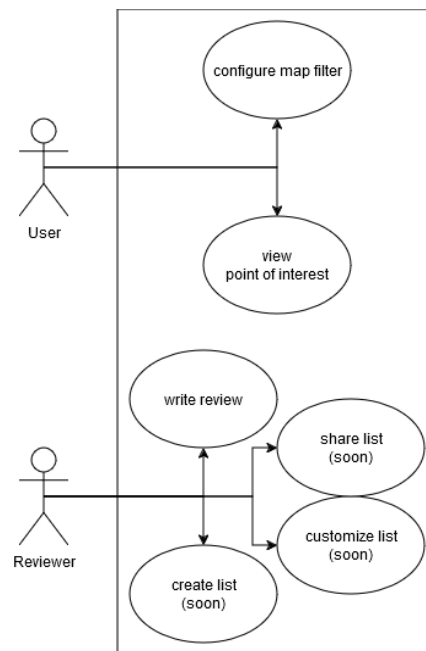 configure map filter
User
view
point of interest
write review
share list
(soon)
Reviewer
customize list
(soon)
create list
(soon)